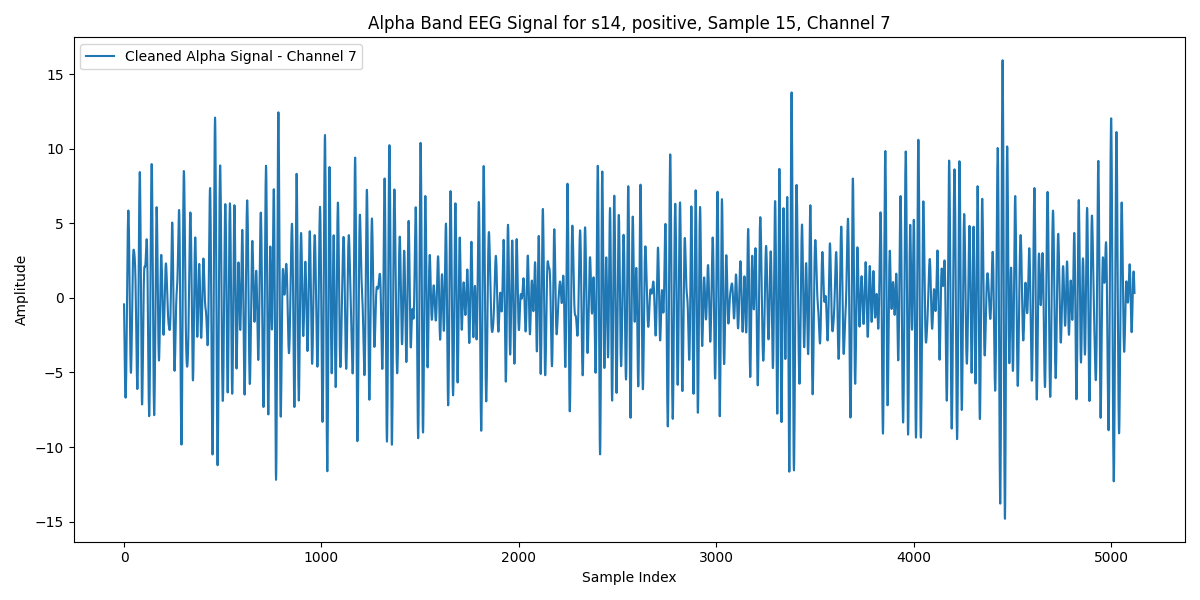 Alpha Band EEG Signal for s14, positive, Sample 15, Channel 7
Cleaned Alpha Signal - Channel 7
Amplitude
15
10
5
0
−5
−10
−15
0 1000 2000 3000 4000 5000
Sample Index